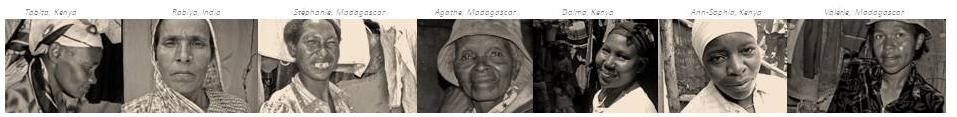 Tabita, Kenya
Rabiya, India
Stephanie, Madagascar
Agathe, Madagascar
Dalma, Kenya
Ann-Sophia, Kenya
Valerie, Madagascar